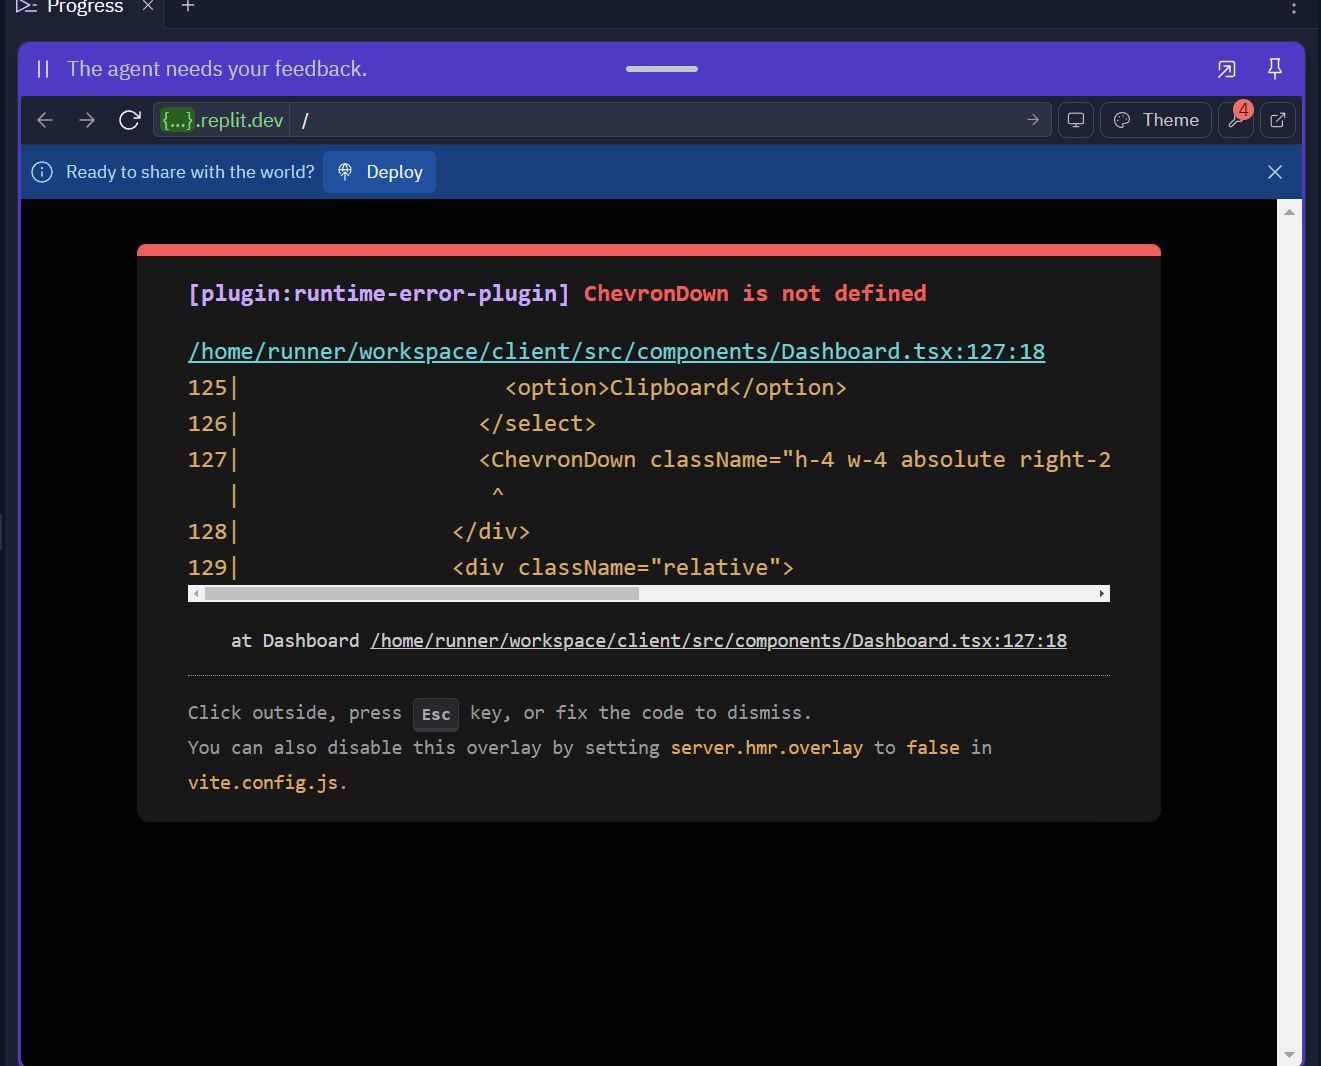 Progress
The agent needs your feedback.
{...}.replit.dev /
Theme
4
Ready to share with the world? Deploy
[plugin:runtime-error-plugin] ChevronDown is not defined
/home/runner/workspace/client/src/components/Dashboard.tsx:127:18
125| <option>Clipboard</option>
126| </select>
127| <ChevronDown className="h-4 w-4 absolute right-2
| ^
128| </div>
129| <div className="relative">
at Dashboard /home/runner/workspace/client/src/components/Dashboard.tsx:127:18
Click outside, press Esc key, or fix the code to dismiss.
You can also disable this overlay by setting server.hmr.overlay to false in
vite.config.js.